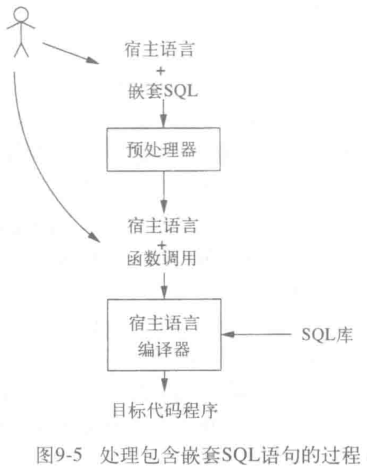 宿主语言
+
嵌套SQL
预处理器
宿主语言
+
函数调用
宿主语言
编译器
SQL库
目标代码程序
图9-5 处理包含嵌套SQL语句的过程